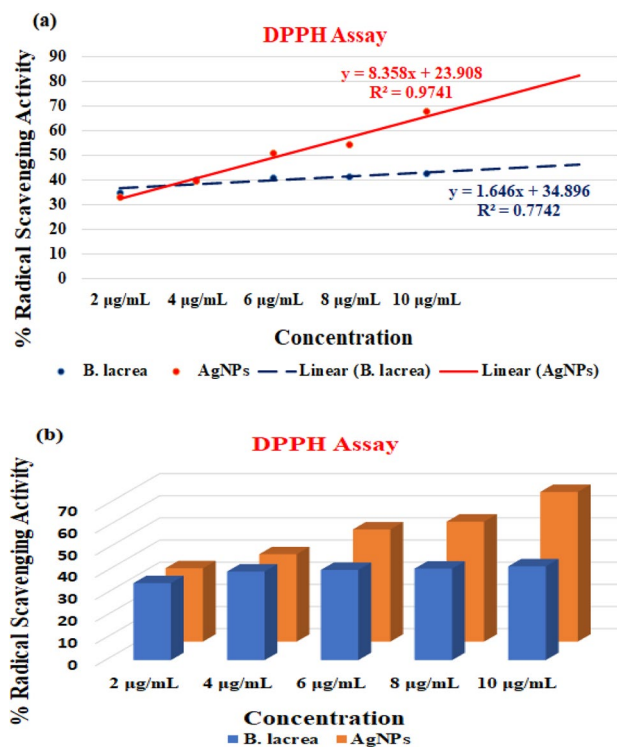 (a)
DPPH Assay
% Radical Scavenging Activity
90
80
70
60
50
40
30
20
10
0
y = 8.358x + 23.908
R² = 0.9741
y = 1.646x + 34.896
R² = 0.7742
2 µg/mL 4 µg/mL 6 µg/mL 8 µg/mL 10 µg/mL
Concentration
B. lacrea AgNPs Linear (B. lacrea) Linear (AgNPs)
(b)
DPPH Assay
% Radical Scavenging Activity
70
60
50
40
30
20
10
0
2 µg/mL 4 µg/mL 6 µg/mL 8 µg/mL 10 µg/mL
Concentration
B. lacrea AgNPs